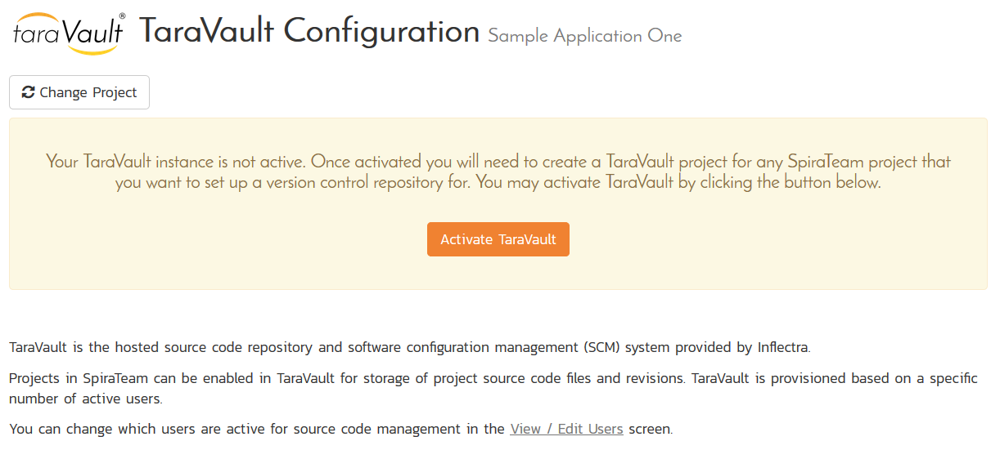 taraVault® TaraVault Configuration Sample Application One
Change Project
Your TaraVault instance is not active. Once activated you will need to create a TaraVault project for any SpiraTeam project that
you want to set up a version control repository for. You may activate TaraVault by clicking the button below.
Activate TaraVault
TaraVault is the hosted source code repository and software configuration management (SCM) system provided by Inflectra.
Projects in SpiraTeam can be enabled in TaraVault for storage of project source code files and revisions. TaraVault is provisioned based on a specific
number of active users.
You can change which users are active for source code management in the View / Edit Users screen.